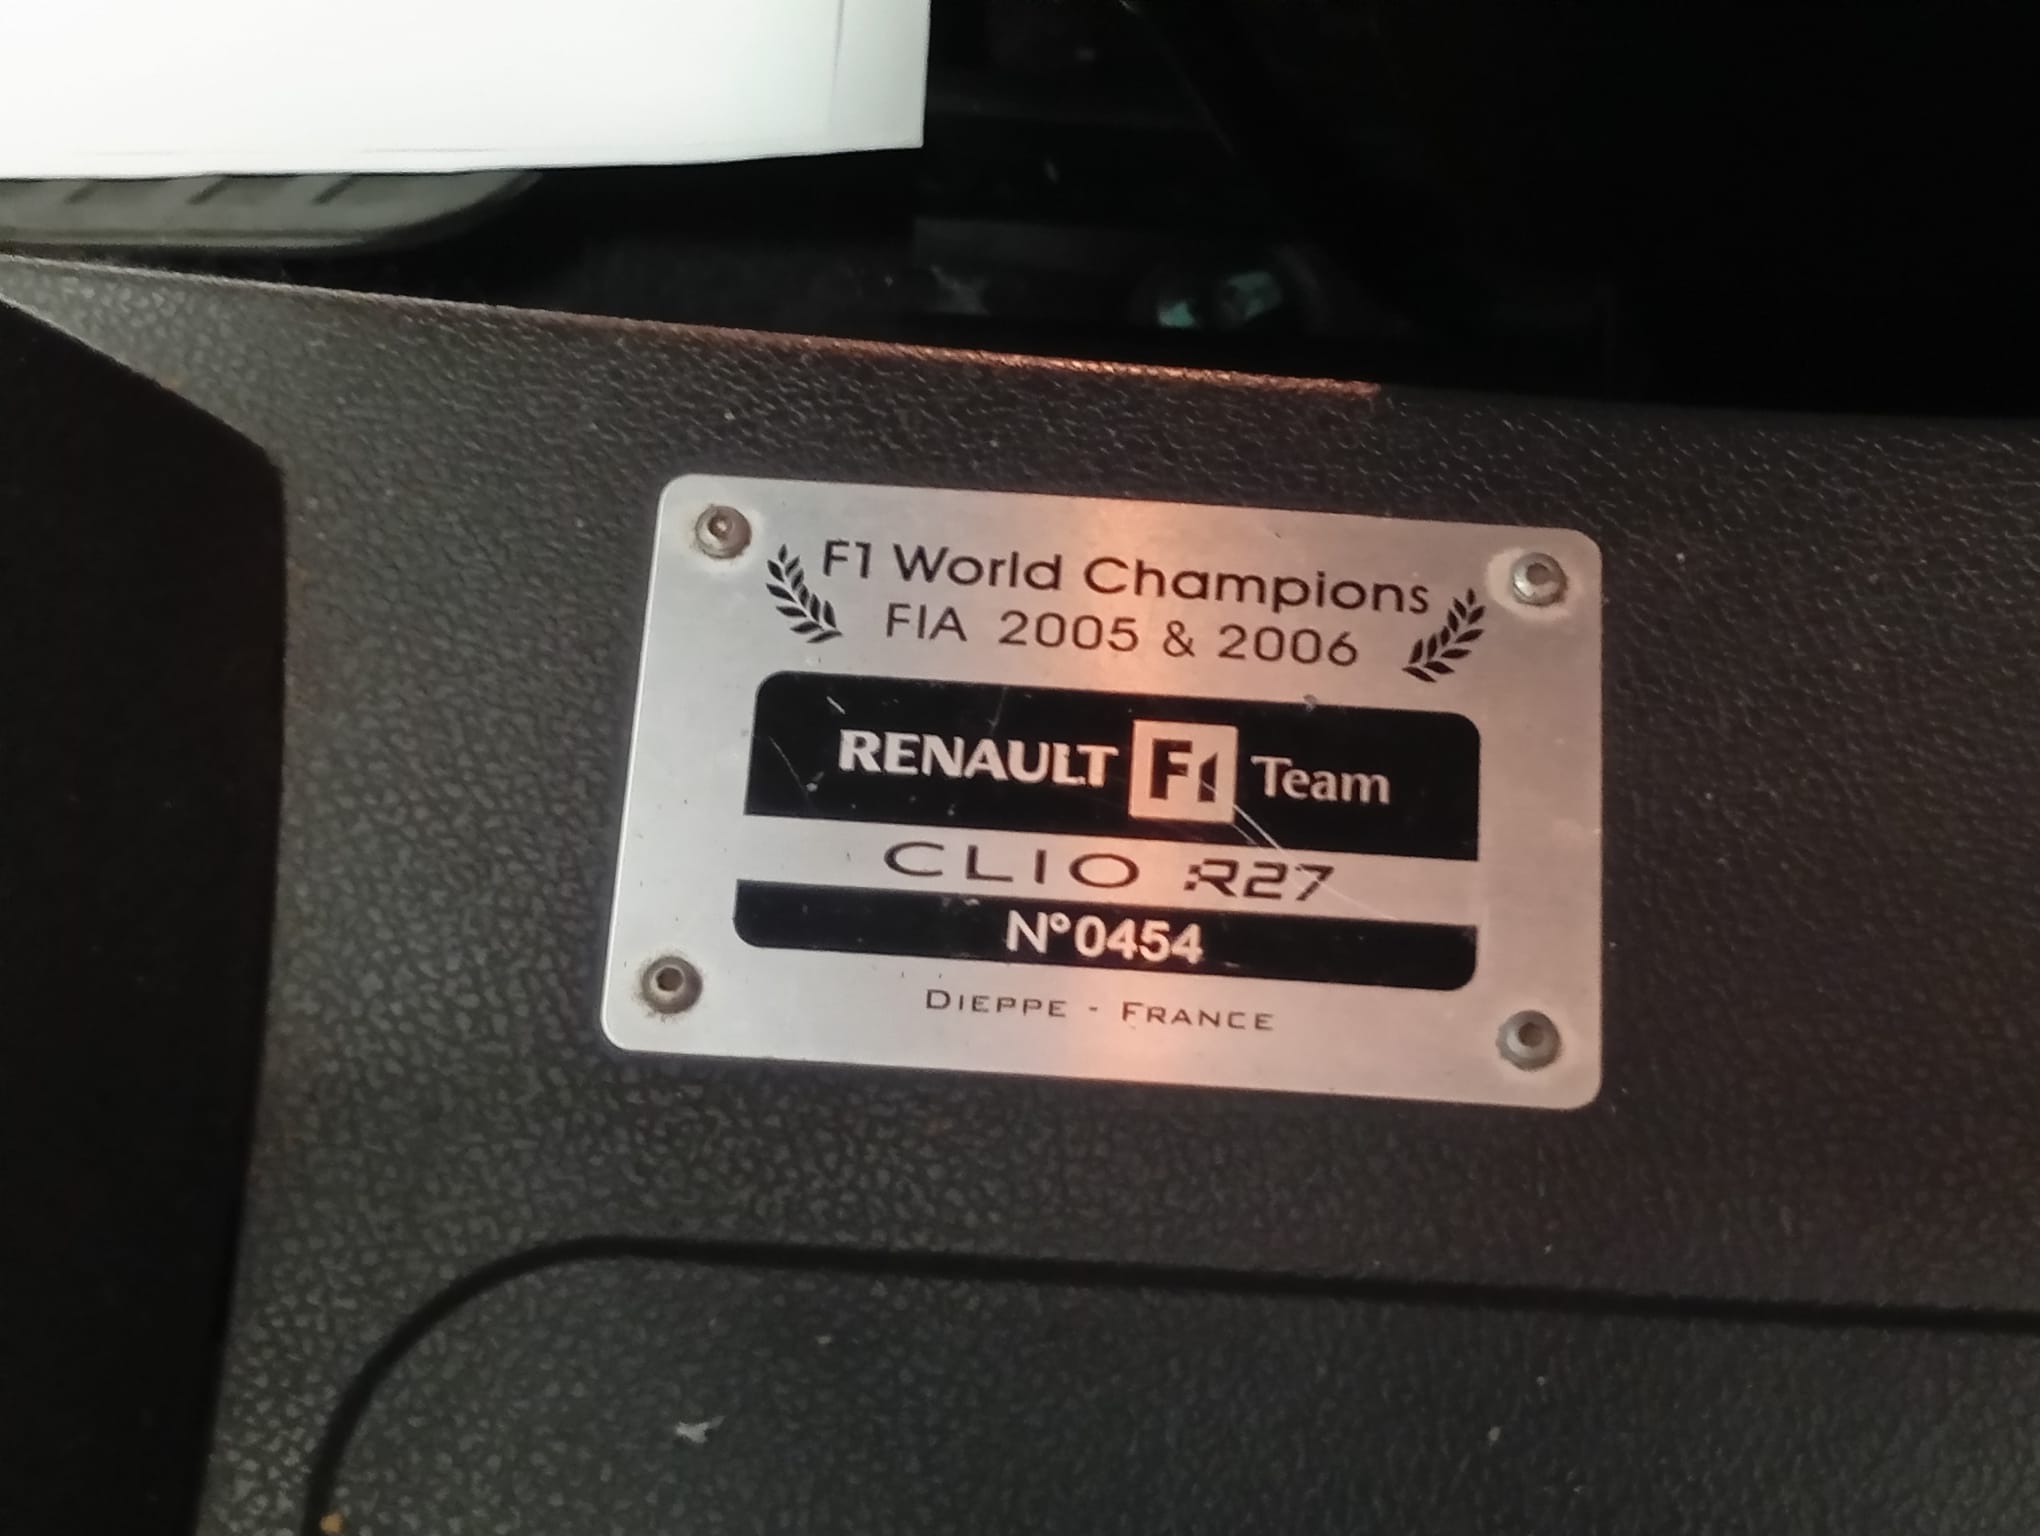 F1 World Champions
FIA 2005 & 2006
RENAULT F1 Team
CLIO R27
N°0454
DIEPPE - FRANCE